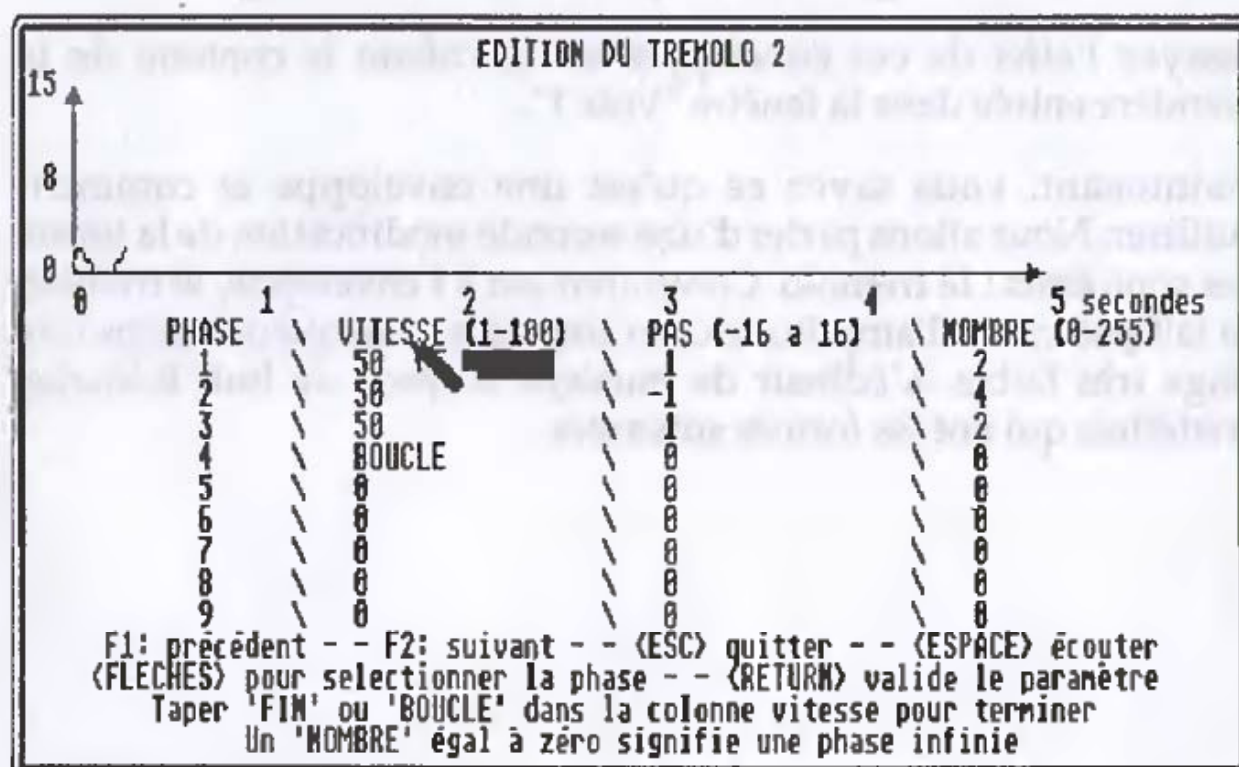 EDITION DU TREMOLO 2
15
8
0
0 1 2 3 4 5 secondes
PHASE \ VITESSE (1-100) \ PAS (-16 à 16) \ NOMBRE (0-255)
1 \ 50 \ 1 \ 2
2 \ 50 \ -1 \ 4
3 \ 50 \ 1 \ 2
4 \ BOUCLE \ 0 \ 0
5 \ 0 \ 0 \ 0
6 \ 0 \ 0 \ 0
7 \ 0 \ 0 \ 0
8 \ 0 \ 0 \ 0
9 \ 0 \ 0 \ 0
F1: précédent - - F2: suivant - - <ESC> quitter - - <ESPACE> écouter
<FLECHES> pour selectionner la phase - - <RETURN> valide le paramètre
Taper 'FIN' ou 'BOUCLE' dans la colonne vitesse pour terminer
Un 'NOMBRE' égal à zéro signifie une phase infinie